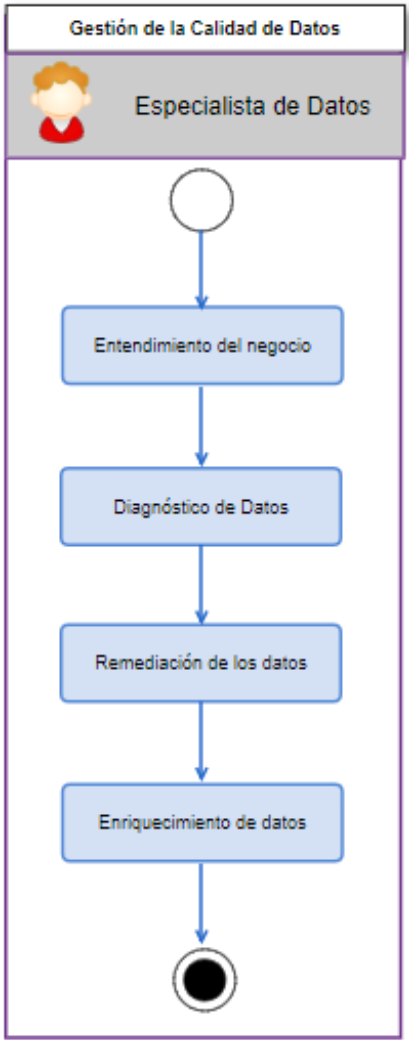 Gestión de la Calidad de Datos
Especialista de Datos
Entendimiento del negocio
Diagnóstico de Datos
Remediación de los datos
Enriquecimiento de datos